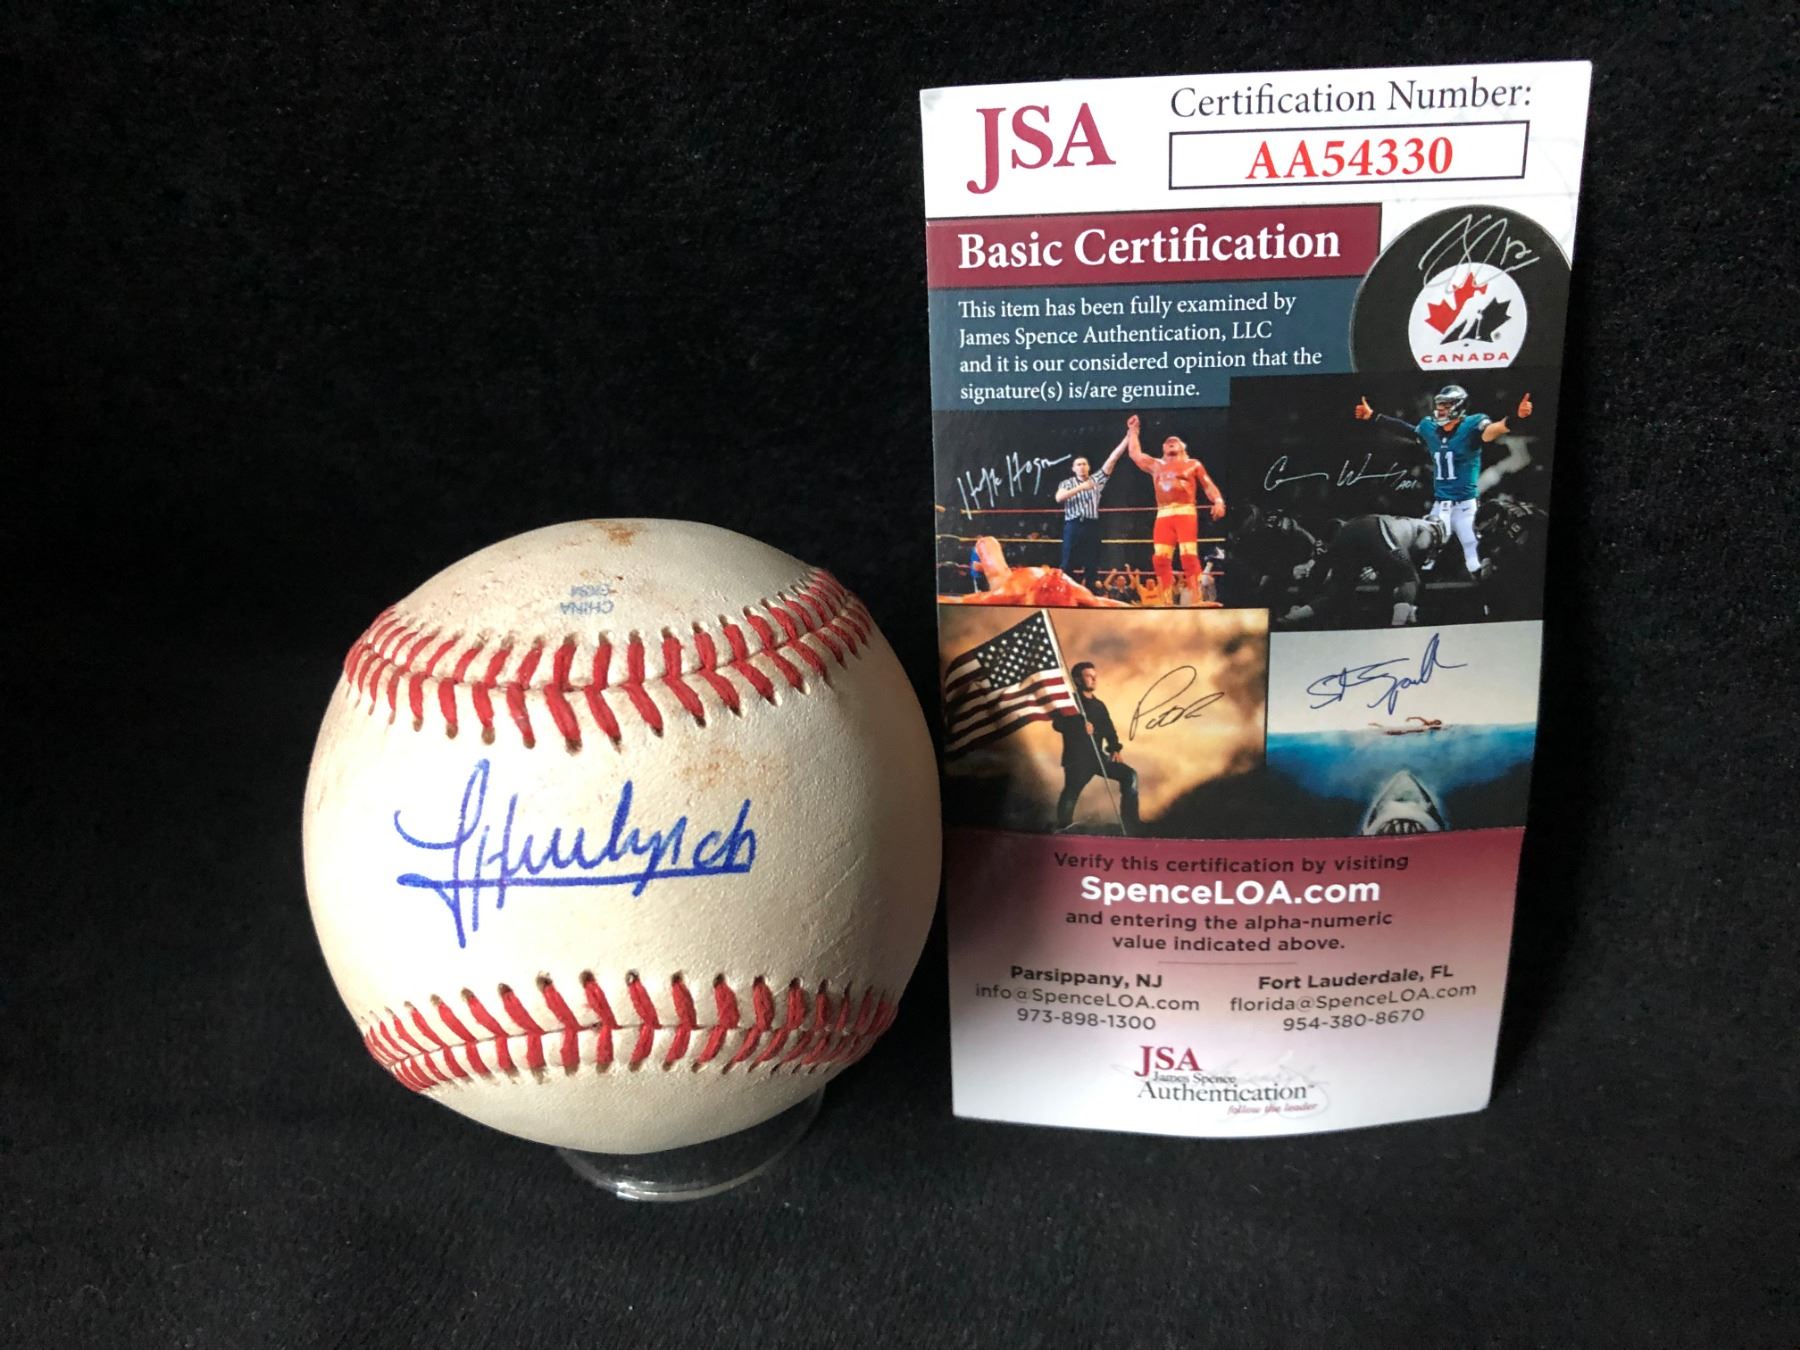 JSA
Certification Number:
AA54330
Basic Certification
This item has been fully examined by
James Spence Authentication, LLC
and it is our considered opinion that the
signature(s) is/are genuine.
CANADA
11
CHINA
Verify this certification by visiting
SpenceLOA.com
and entering the alpha-numeric
value indicated above.
Parsippany, NJ
info@SpenceLOA.com
973-898-1300
Fort Lauderdale, FL
florida@SpenceLOA.com
954-380-8670
JSA
James Spence
Authentication
follow the leader